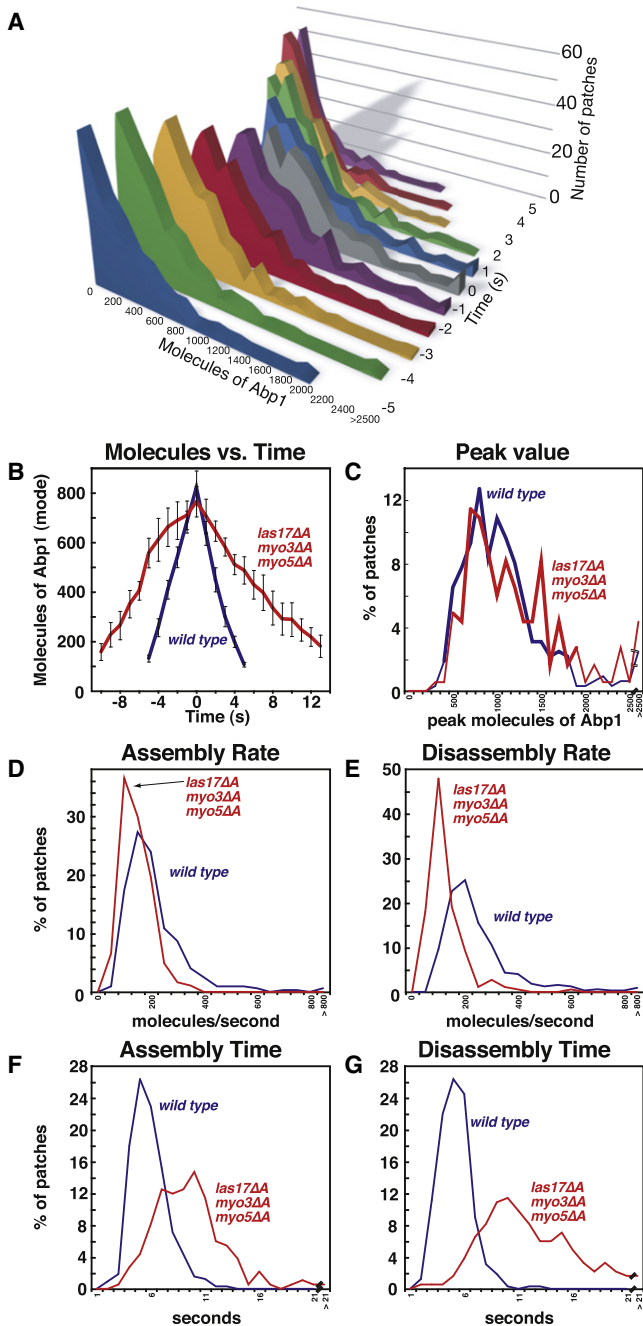 A
60
40
20
0
Number of patches
5
4
3
2
1
0
-1
-2
-3
-4
-5
Time (s)
0
200
400
600
800
1000
1200
1400
1600
1800
2000
2200
2400
>2500
Molecules of Abp1
B
Molecules vs. Time
Molecules of Abp1 (mode)
800
600
400
200
0
las17ΔA
myo3ΔA
myo5ΔA
wild type
-8 -4 0 4 8 12
Time (s)
C
Peak value
% of patches
12
8
4
0
wild type
las17ΔA
myo3ΔA
myo5ΔA
500 1000 1500 2000 2500 >2500
peak molecules of Abp1
D
Assembly Rate
% of patches
30
20
10
0
las17ΔA
myo3ΔA
myo5ΔA
wild type
0 200 400 600 800 > 800
molecules/second
E
Disassembly Rate
50
40
30
20
10
0
las17ΔA
myo3ΔA
myo5ΔA
wild type
0 200 400 600 800 > 800
molecules/second
F
Assembly Time
% of patches
28
24
20
16
12
8
4
0
wild type
las17ΔA
myo3ΔA
myo5ΔA
1 6 11 16 21 > 21
seconds
G
Disassembly Time
28
24
20
16
12
8
4
0
wild type
las17ΔA
myo3ΔA
myo5ΔA
1 6 11 16 21 > 21
seconds